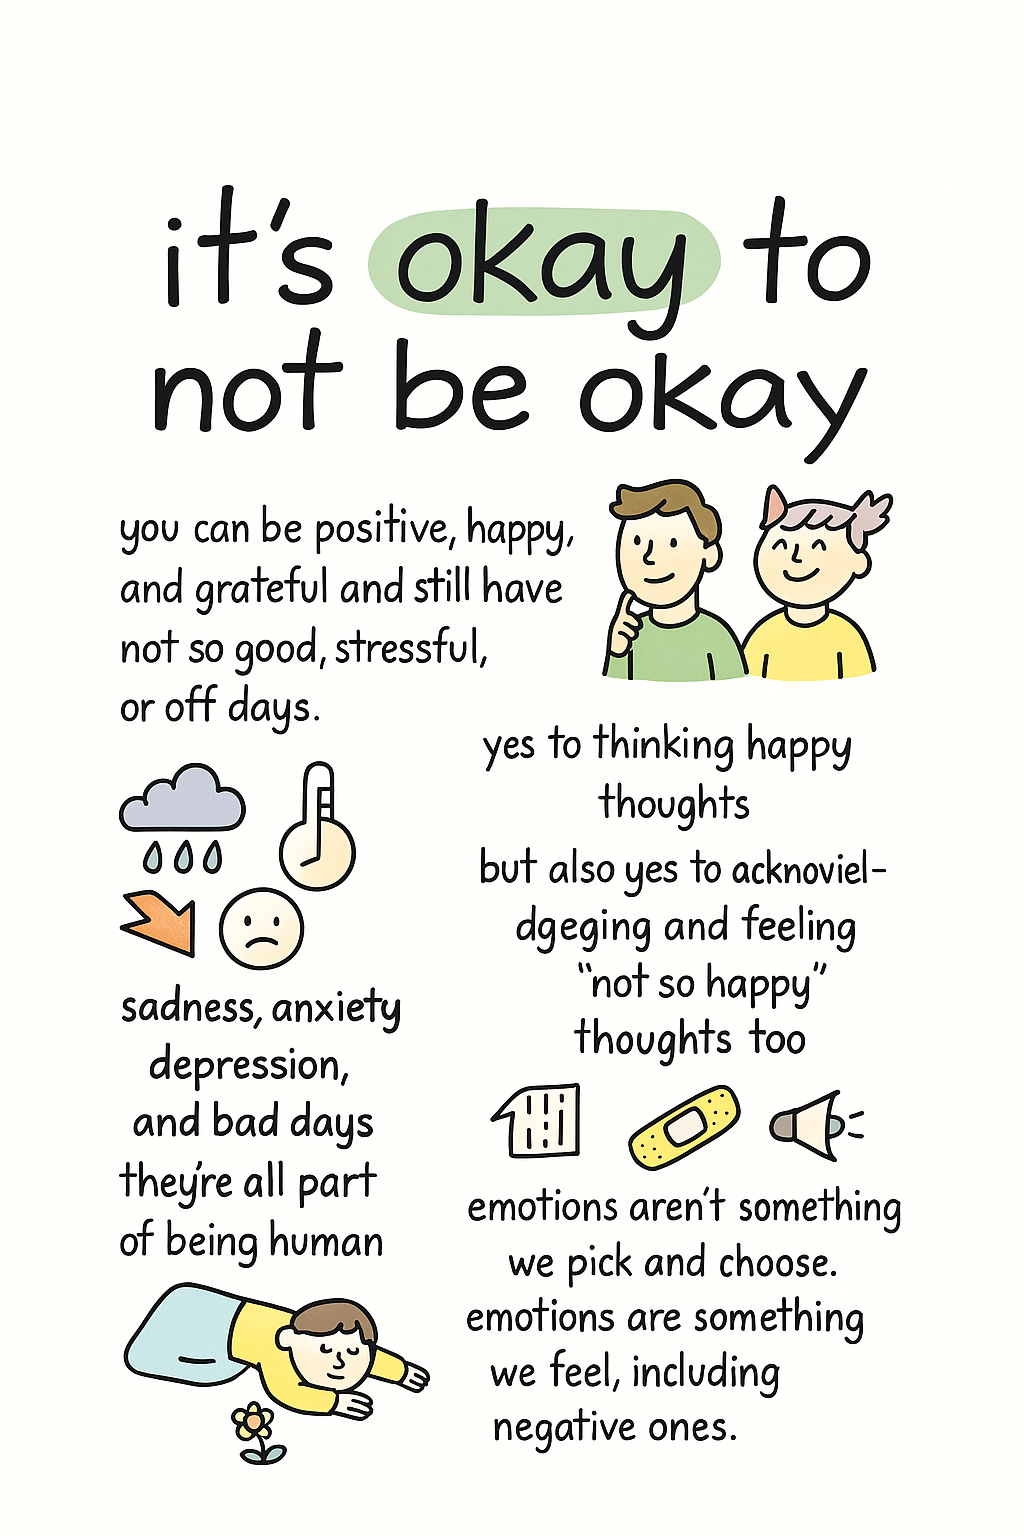 it's okay to
not be okay
you can be positive, happy,
and grateful and still have
not so good, stressful,
or off days.
yes to thinking happy
thoughts
but also yes to acknoviel-
dgeging and feeling
“not so happy”
thoughts too
sadness, anxiety
depression,
and bad days
they're all part
of being human
emotions aren't something
we pick and choose.
emotions are something
we feel, including
negative ones.